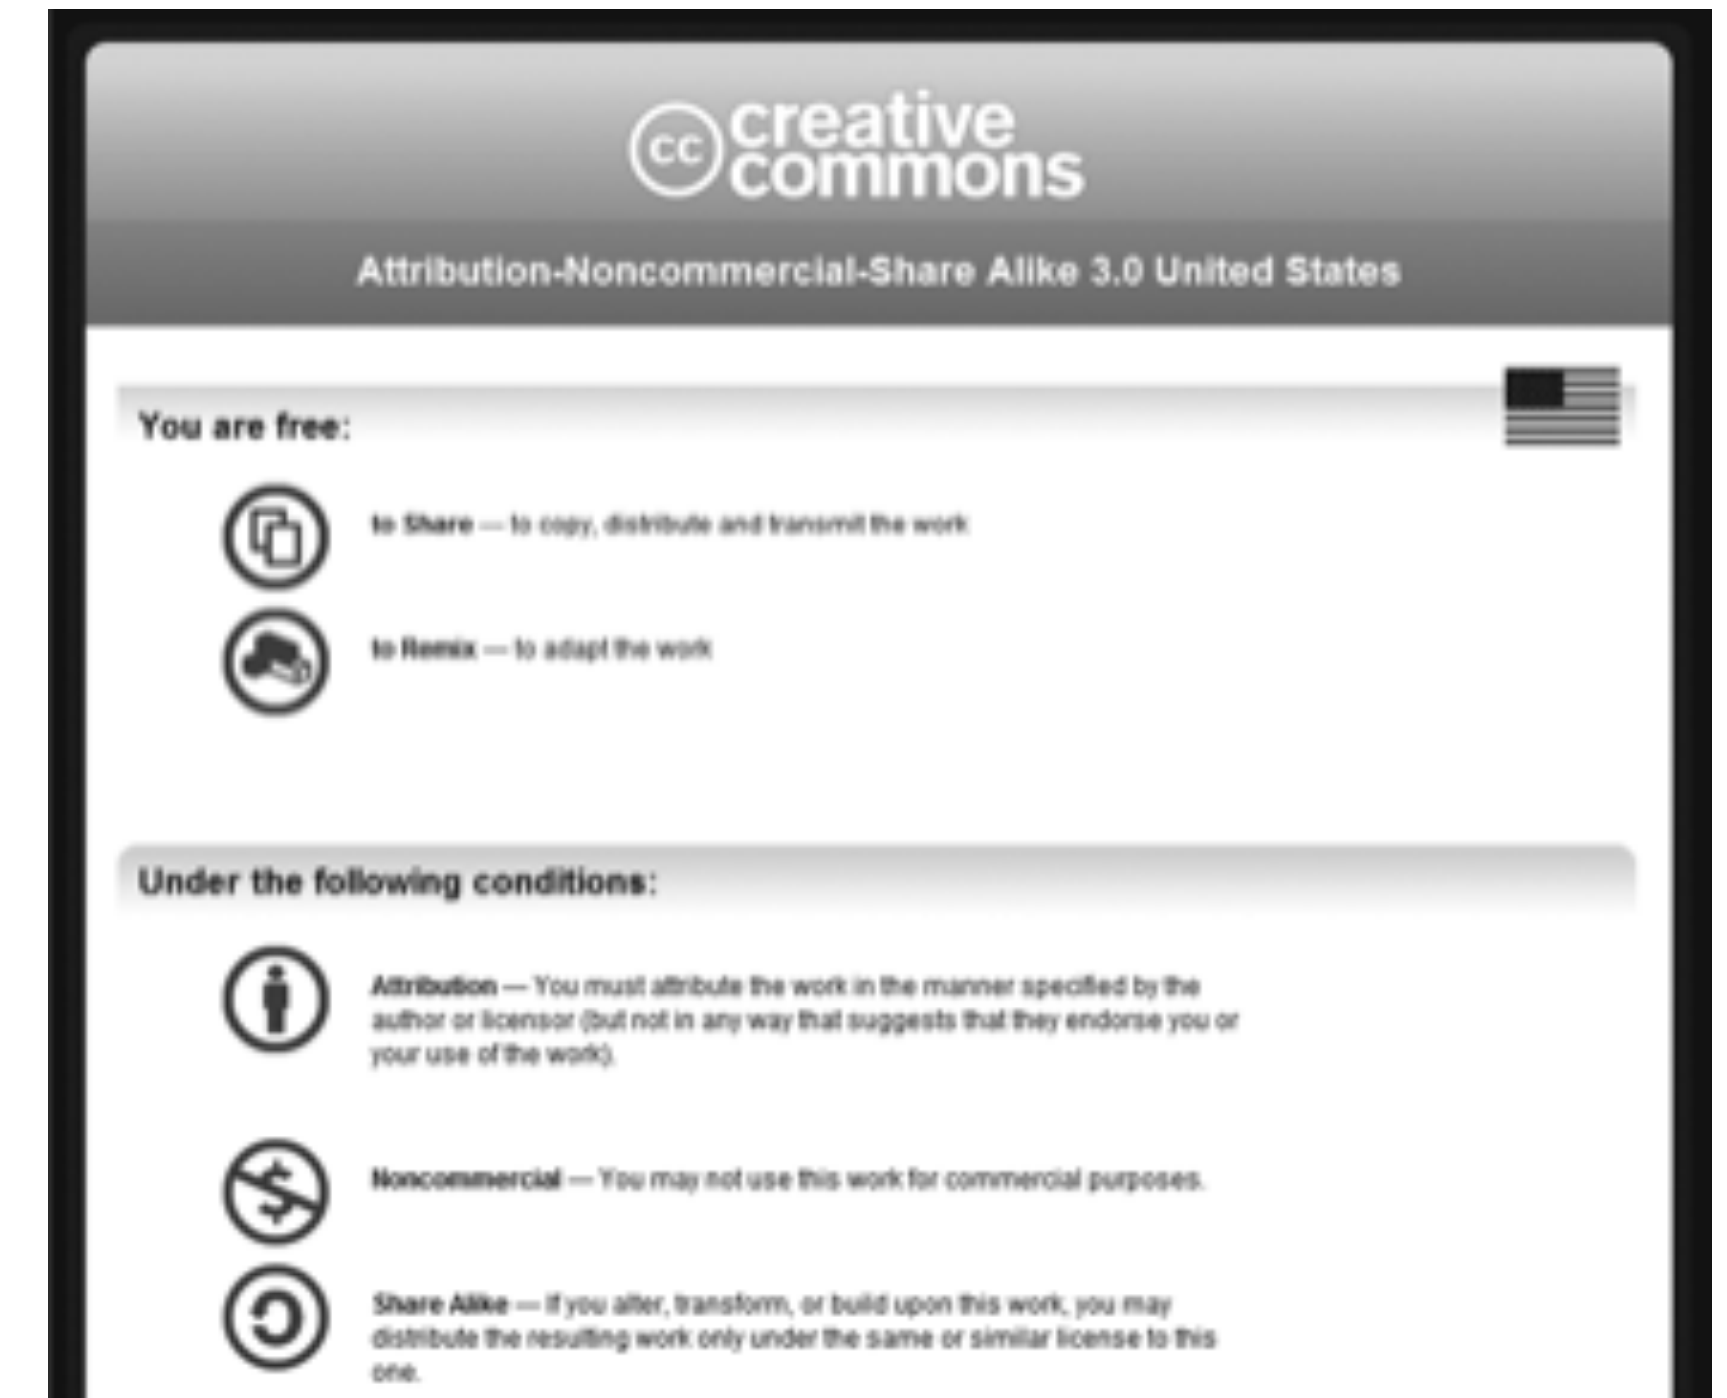 cc creative
commons
Attribution-Noncommercial-Share Alike 3.0 United States
You are free:
to Share — to copy, distribute and transmit the work
to Remix — to adapt the work
Under the following conditions:
Attribution — You must attribute the work in the manner specified by the
author or licensor (but not in any way that suggests that they endorse you or
your use of the work).
$
Noncommercial — You may not use this work for commercial purposes.
Share Alike — If you alter, transform, or build upon this work, you may
distribute the resulting work only under the same or similar license to this
one.